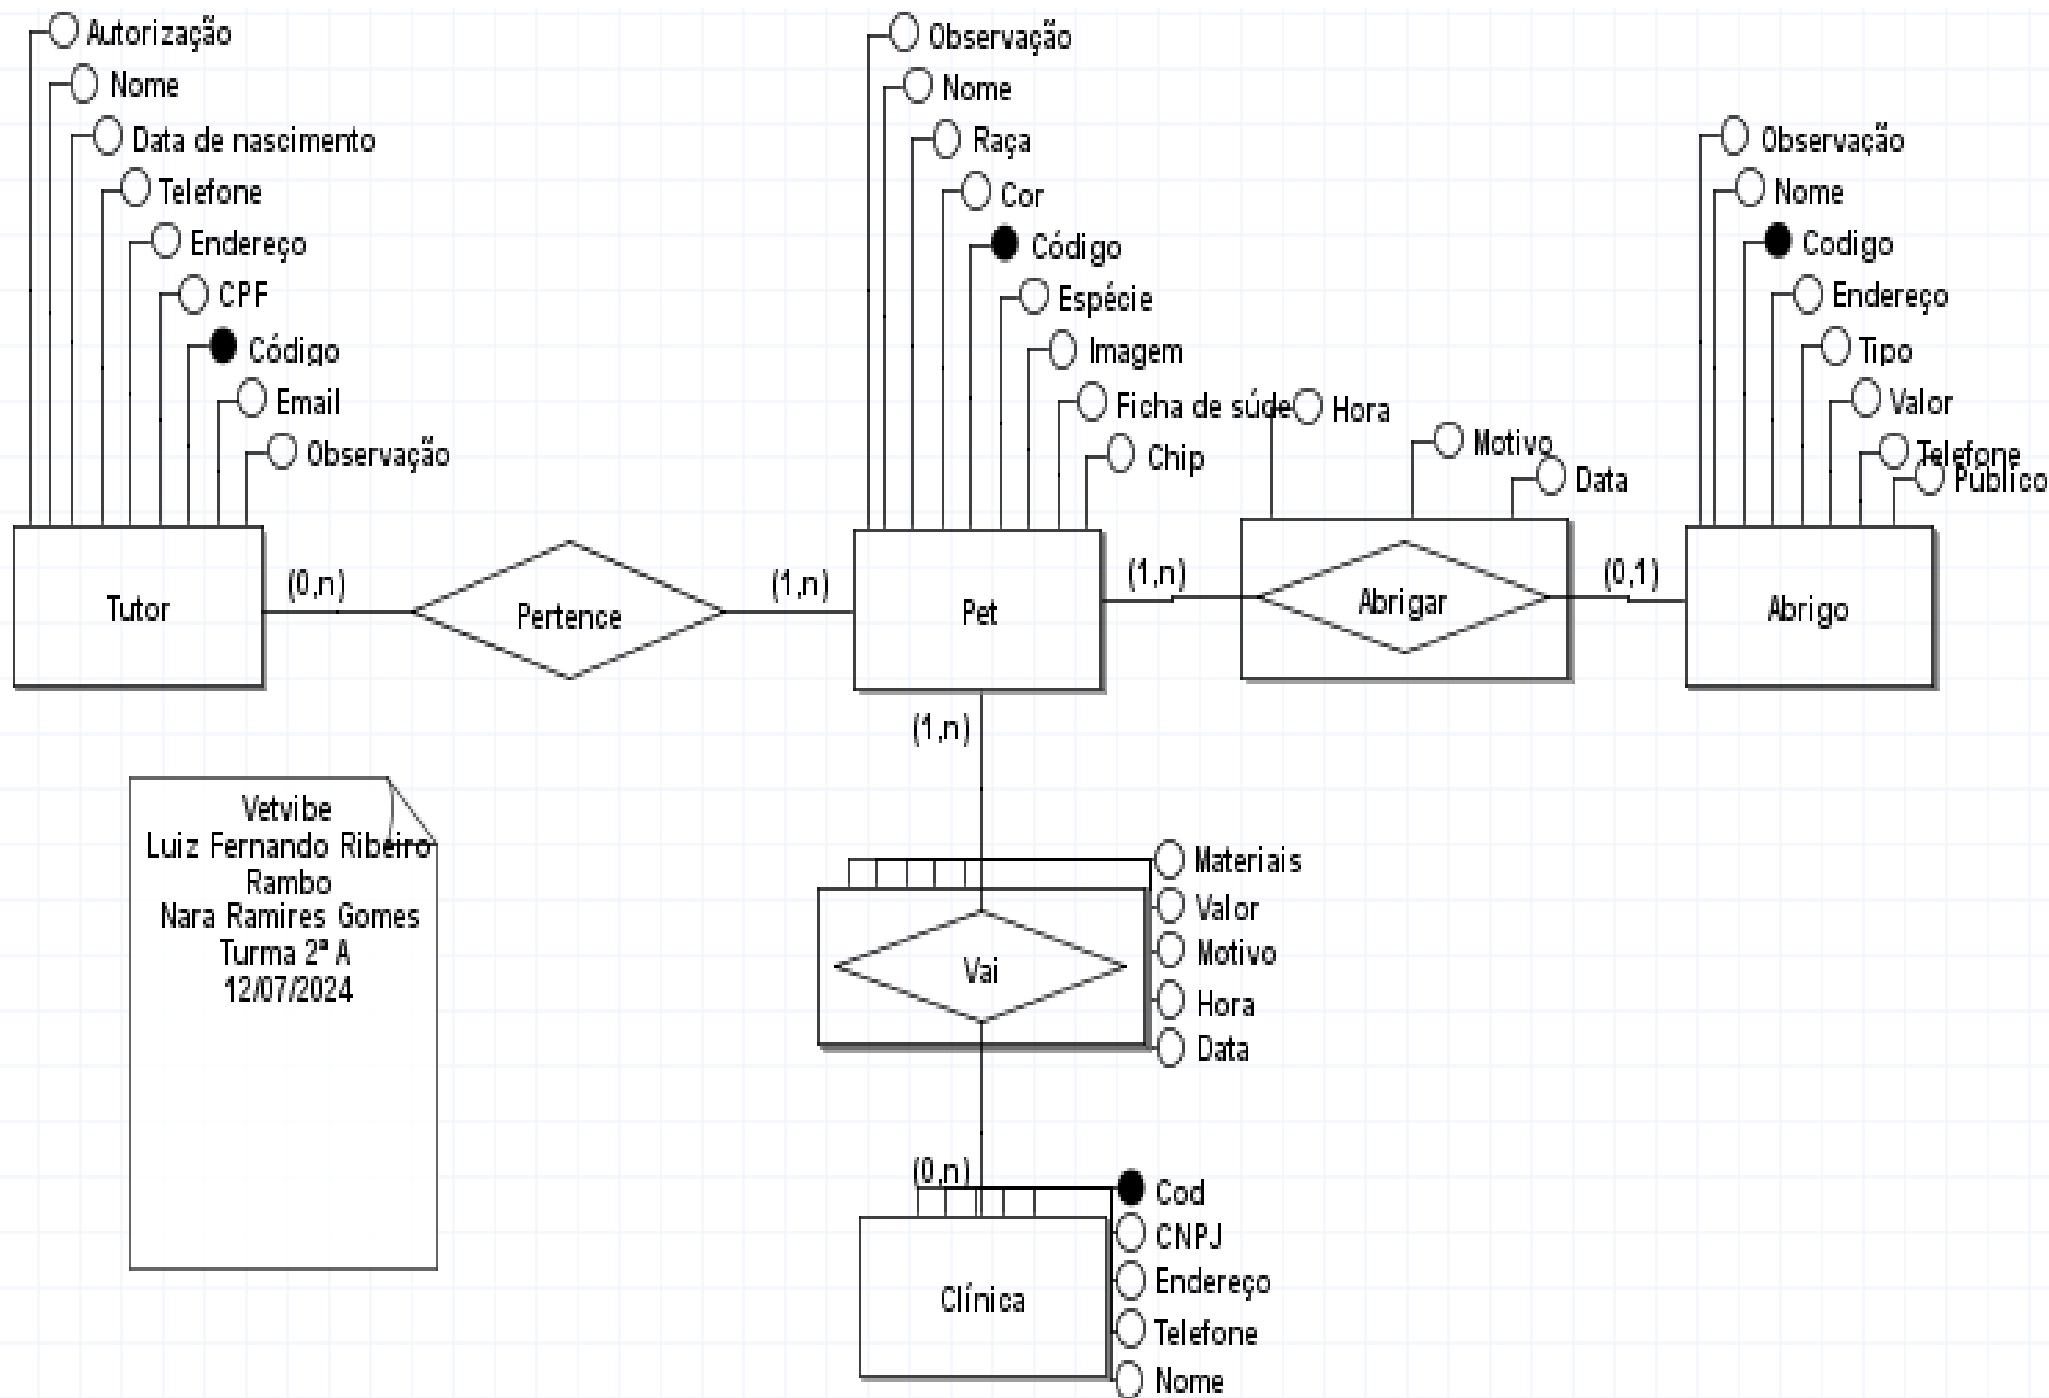 Autorização
Nome
Data de nascimento
Telefone
Endereço
CPF
Código
Email
Observação
Tutor
(0,n)
Pertence
(1,n)
Observação
Nome
Raça
Cor
Código
Espécie
Imagem
Ficha de súde
Chip
Pet
(1,n)
Hora
Motivo
Data
Abrigar
(0,1)
Observação
Nome
Codigo
Endereço
Tipo
Valor
Telefone
Público
Abrigo
(1,n)
Materiais
Valor
Motivo
Hora
Data
Vai
(0,n)
Cod
CNPJ
Endereço
Telefone
Nome
Clínica
Vetvibe
Luiz Fernando Ribeiro
Rambo
Nara Ramires Gomes
Turma 2ª A
12/07/2024